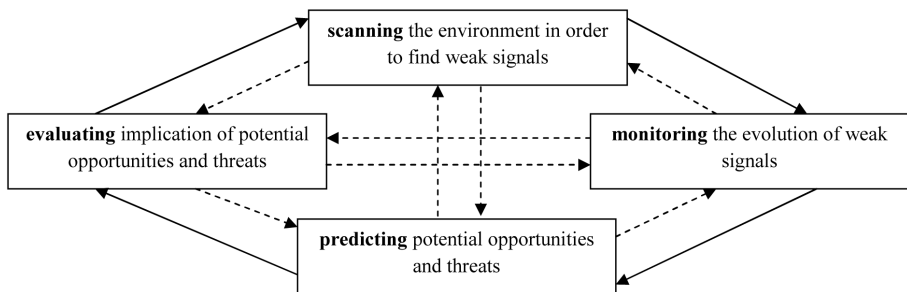 scanning the environment in order
to find weak signals
evaluating implication of potential
opportunities and threats
monitoring the evolution of weak
signals
predicting potential opportunities
and threats